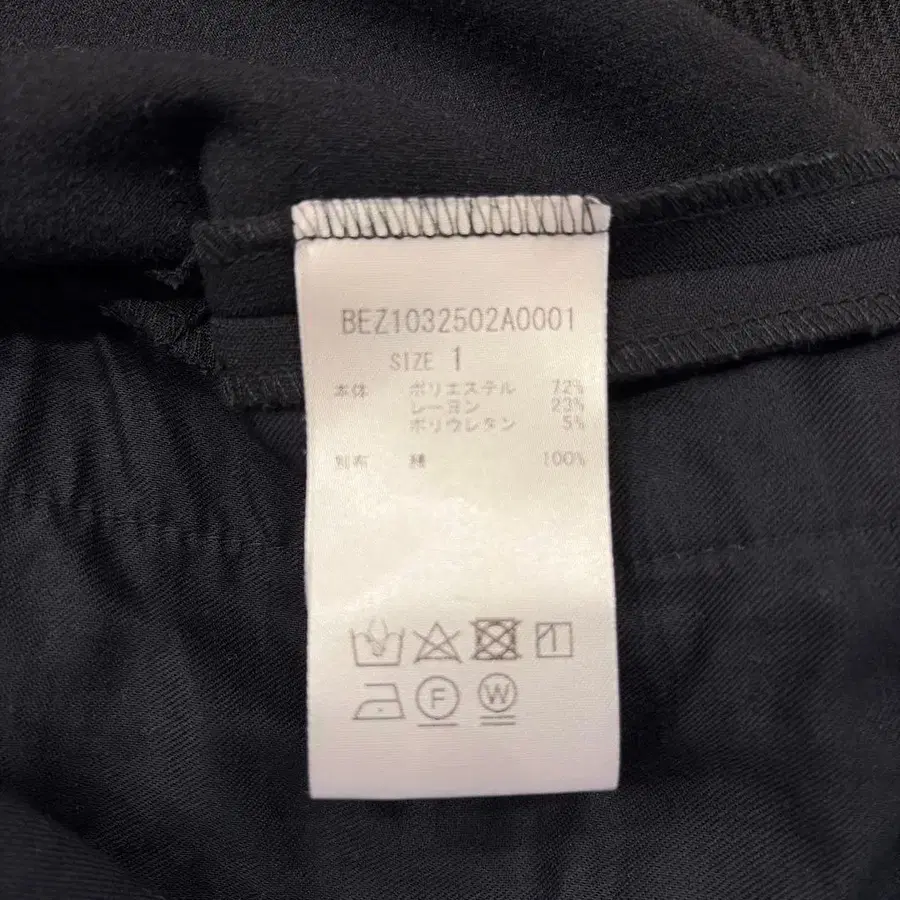 BEZ1032502A0001
SIZE 1
本体 ポリエステル 72%
レーヨン 23%
ポリウレタン 5%
別布 綿 100%
F W